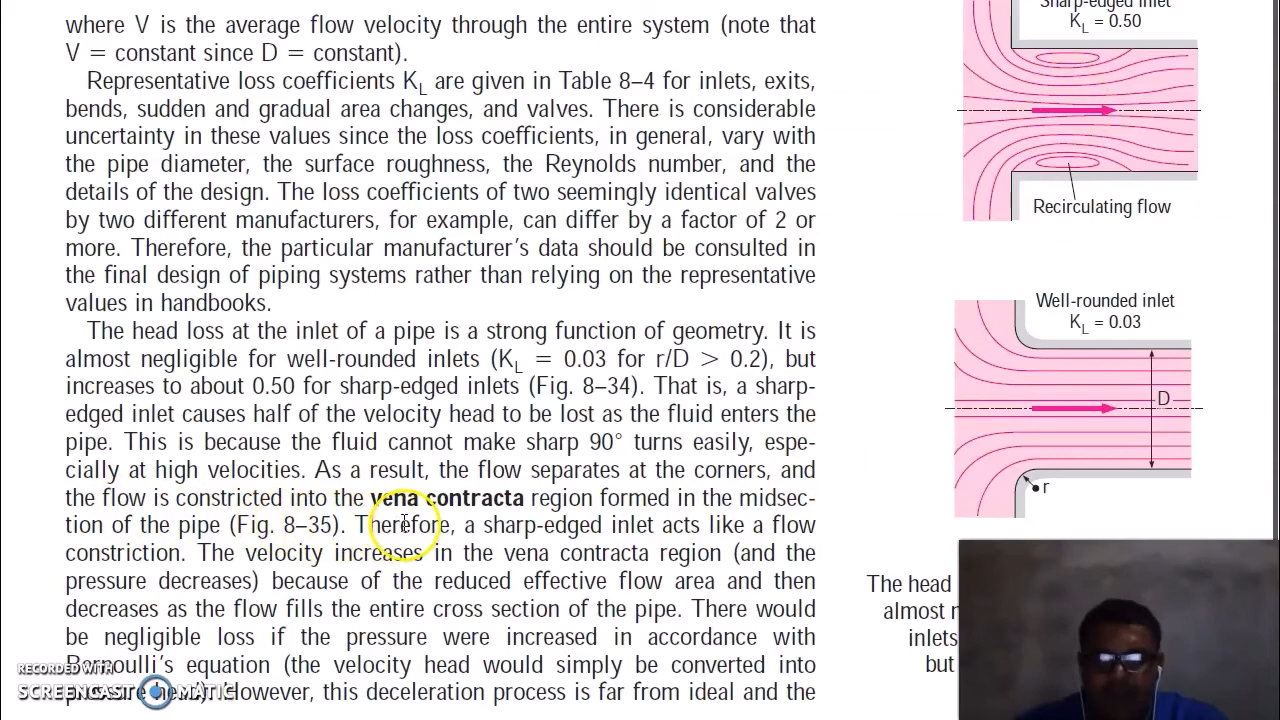 where V is the average flow velocity through the entire system (note that
V = constant since D = constant).
Representative loss coefficients K_L are given in Table 8–4 for inlets, exits,
bends, sudden and gradual area changes, and valves. There is considerable
uncertainty in these values since the loss coefficients, in general, vary with
the pipe diameter, the surface roughness, the Reynolds number, and the
details of the design. The loss coefficients of two seemingly identical valves
by two different manufacturers, for example, can differ by a factor of 2 or
more. Therefore, the particular manufacturer's data should be consulted in
the final design of piping systems rather than relying on the representative
values in handbooks.
The head loss at the inlet of a pipe is a strong function of geometry. It is
almost negligible for well-rounded inlets (K_L = 0.03 for r/D > 0.2), but
increases to about 0.50 for sharp-edged inlets (Fig. 8–34). That is, a sharp-
edged inlet causes half of the velocity head to be lost as the fluid enters the
pipe. This is because the fluid cannot make sharp 90° turns easily, espe-
cially at high velocities. As a result, the flow separates at the corners, and
the flow is constricted into the vena contracta region formed in the midsec-
tion of the pipe (Fig. 8–35). Therefore, a sharp-edged inlet acts like a flow
constriction. The velocity increases in the vena contracta region (and the
pressure decreases) because of the reduced effective flow area and then
decreases as the flow fills the entire cross section of the pipe. There would
be negligible loss if the pressure were increased in accordance with
equation (the velocity head would simply be converted into
However, this deceleration process is far from ideal and the
RECORDED WITH
SCREENCAST MATIC
Sharp-edged inlet
K_L = 0.50
Recirculating flow
Well-rounded inlet
K_L = 0.03
D
r
The head
almost
inlets
but